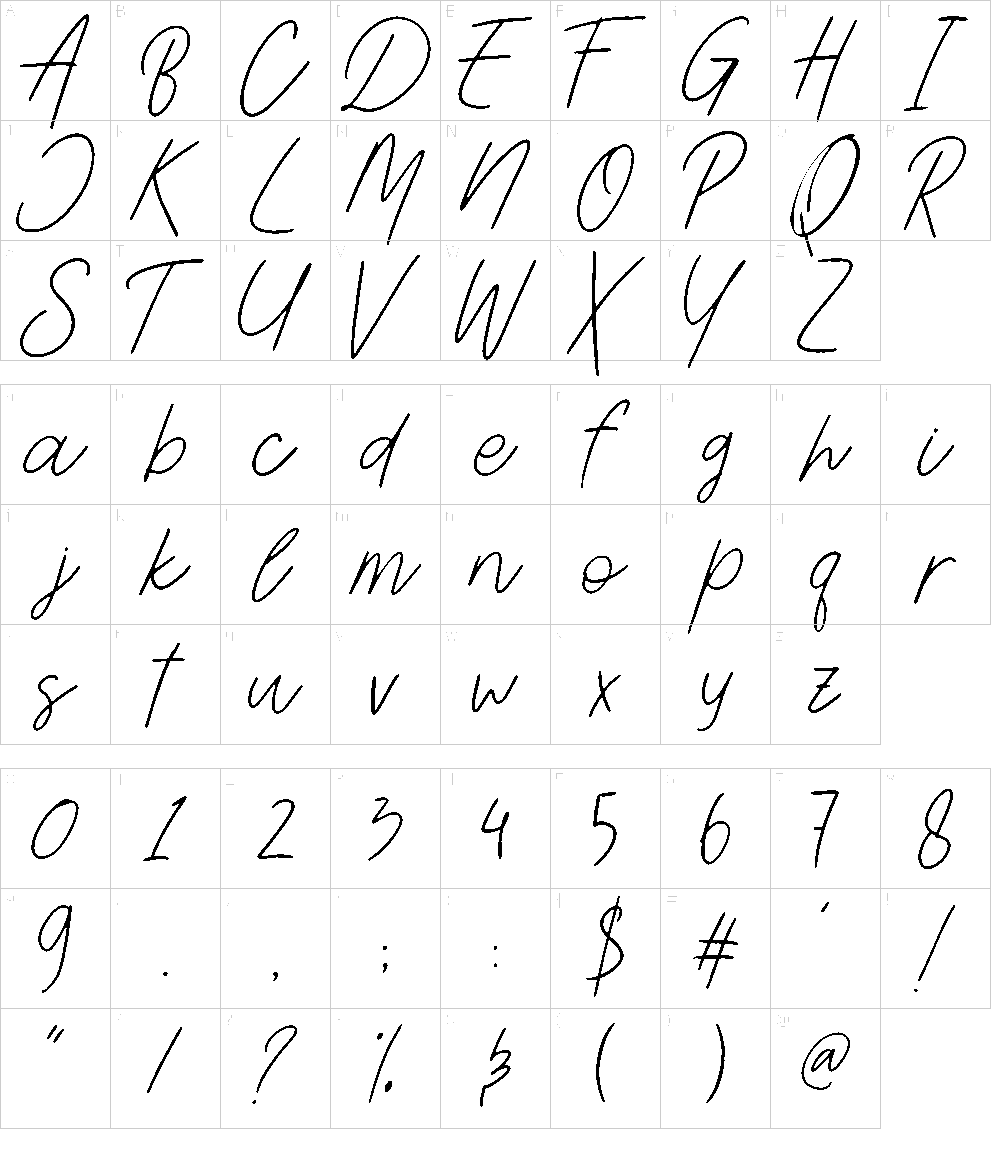 A B C D E F G H I
J K L M N O P Q R
S T U V W X Y Z
a b c d e f g h i
j k l m n o p q r
s t u v w x y z
0 1 2 3 4 5 6 7 8
9 . , ; : $ # ' !
" / ? % & ( ) @